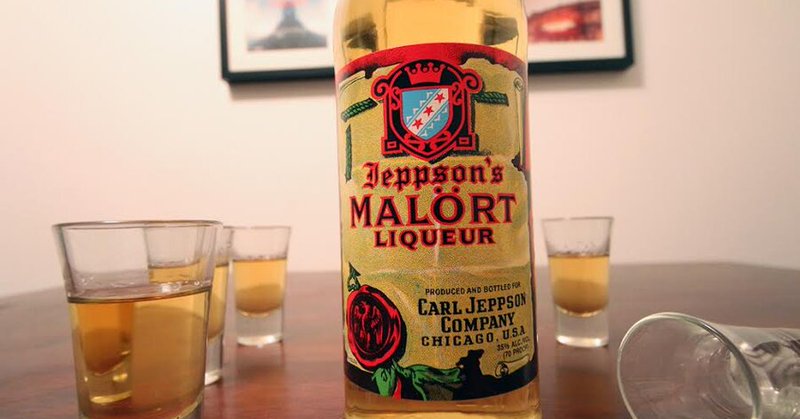 Jeppson's
MALÖRT
LIQUEUR
PRODUCED AND BOTTLED FOR
CARL JEPPSON
COMPANY
CHICAGO, U.S.A
35% ALC./VOL.
(70 PROOF)